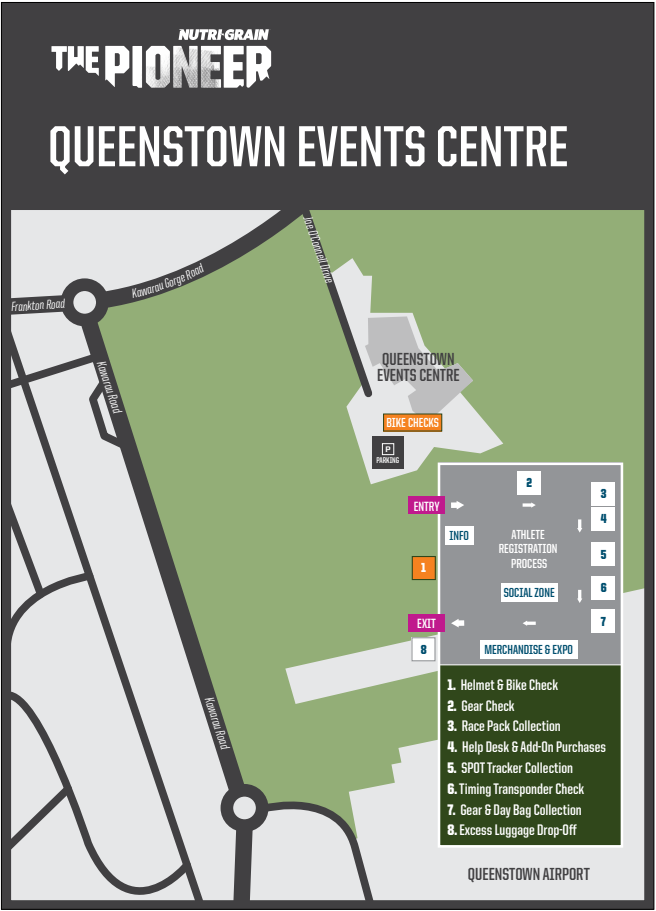 NUTRI-GRAIN
THE PIONEER
QUEENSTOWN EVENTS CENTRE
Joe O'Connell Drive
Kawarau Gorge Road
Frankton Road
Kawarau Road
QUEENSTOWN
EVENTS CENTRE
BIKE CHECKS
P
PARKING
2
3
ENTRY
4
INFO
ATHLETE
REGISTRATION
PROCESS
5
1
6
SOCIAL ZONE
7
EXIT
8
MERCHANDISE & EXPO
1. Helmet & Bike Check
2. Gear Check
3. Race Pack Collection
4. Help Desk & Add-On Purchases
5. SPOT Tracker Collection
6. Timing Transponder Check
7. Gear & Day Bag Collection
8. Excess Luggage Drop-Off
Kawarau Road
QUEENSTOWN AIRPORT